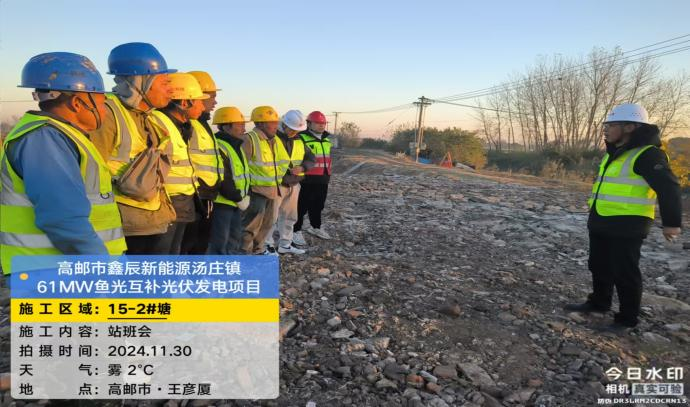 高邮市鑫辰新能源汤庄镇
61MW鱼光互补光伏发电项目
施工区域：15-2#塘
施工内容：站班会
拍摄时间：2024.11.30
天气：雾 2℃
地点：高邮市·王彦厦
今日水印
相机 真实可验
防伪 DR3LRM2CDCRN13